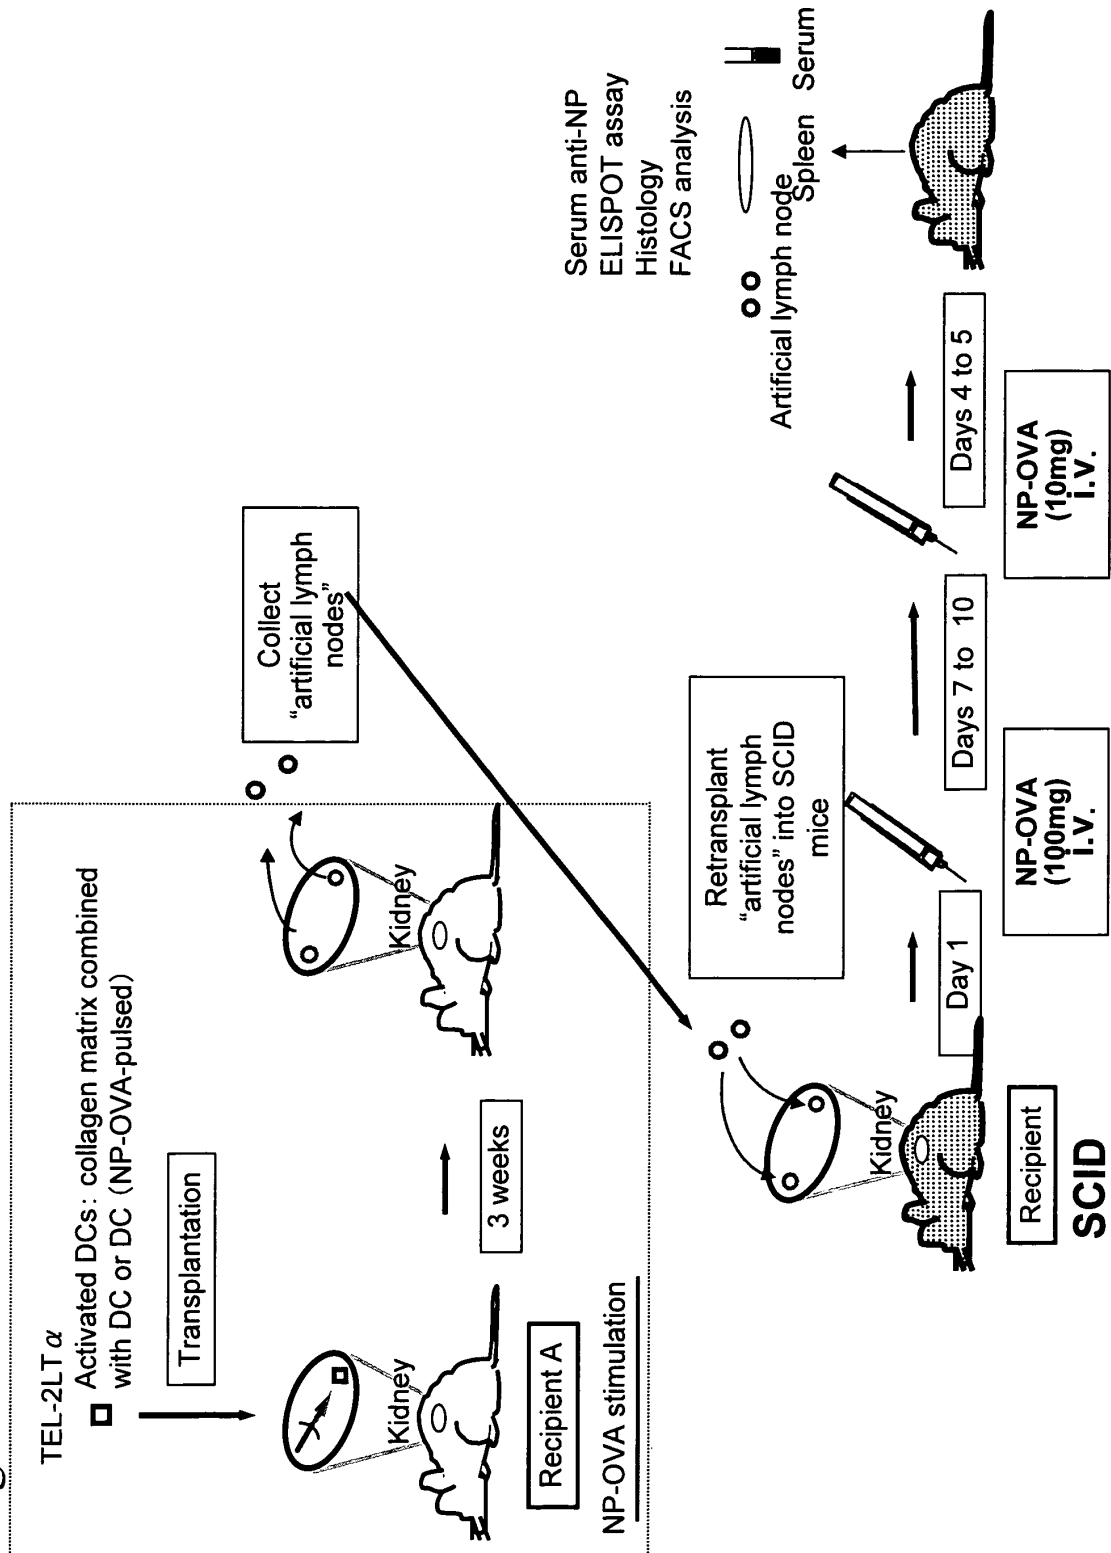 TEL-2LTα
Activated DCs: collagen matrix combined
with DC or DC (NP-OVA-pulsed)
Transplantation
Kidney
Recipient A
NP-OVA stimulation
3 weeks
Kidney
Collect
"artificial lymph
nodes"
Retransplant
"artificial lymph
nodes" into SCID
mice
Kidney
Recipient
SCID
Day 1
NP-OVA
(100mg)
i.v.
Days 7 to 10
NP-OVA
(10mg)
i.v.
Days 4 to 5
Serum anti-NP
ELISPOT assay
Histology
FACS analysis
Artificial lymph node
Spleen
Serum